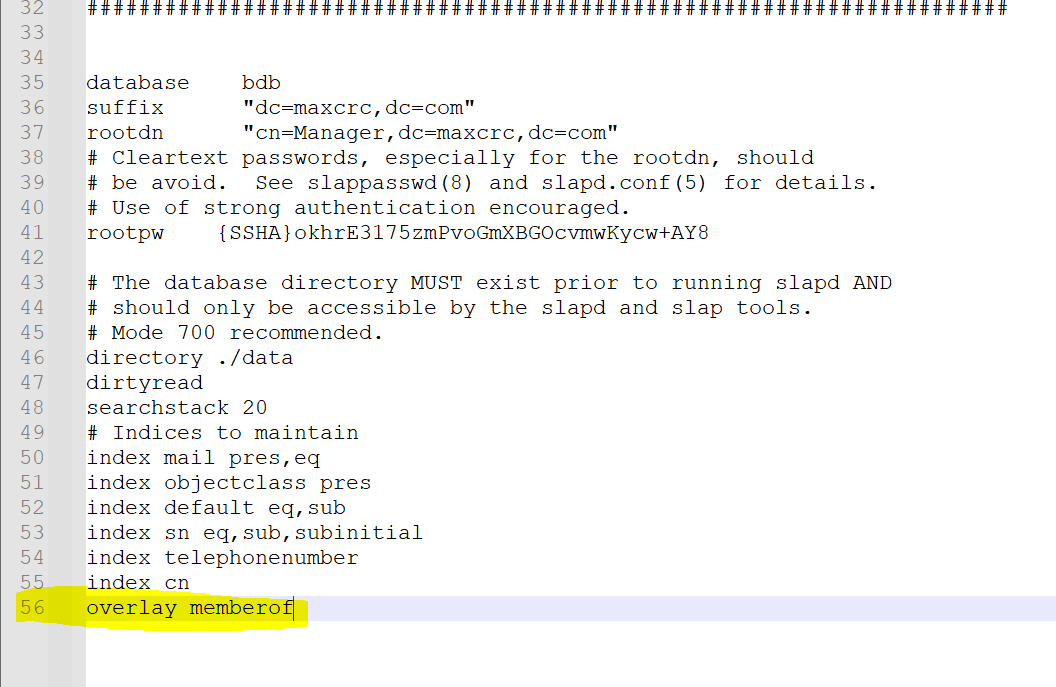 32 #######################################################################
33
34
35 database    bdb
36 suffix      "dc=maxcrc,dc=com"
37 rootdn      "cn=Manager,dc=maxcrc,dc=com"
38 # Cleartext passwords, especially for the rootdn, should
39 # be avoid.  See slappasswd(8) and slapd.conf(5) for details.
40 # Use of strong authentication encouraged.
41 rootpw    {SSHA}okhrE3175zmPvoGmXBGOcvmwKycw+AY8
42
43 # The database directory MUST exist prior to running slapd AND
44 # should only be accessible by the slapd and slap tools.
45 # Mode 700 recommended.
46 directory ./data
47 dirtyread
48 searchstack 20
49 # Indices to maintain
50 index mail pres,eq
51 index objectclass pres
52 index default eq,sub
53 index sn eq,sub,subinitial
54 index telephonenumber
55 index cn
56 overlay memberof